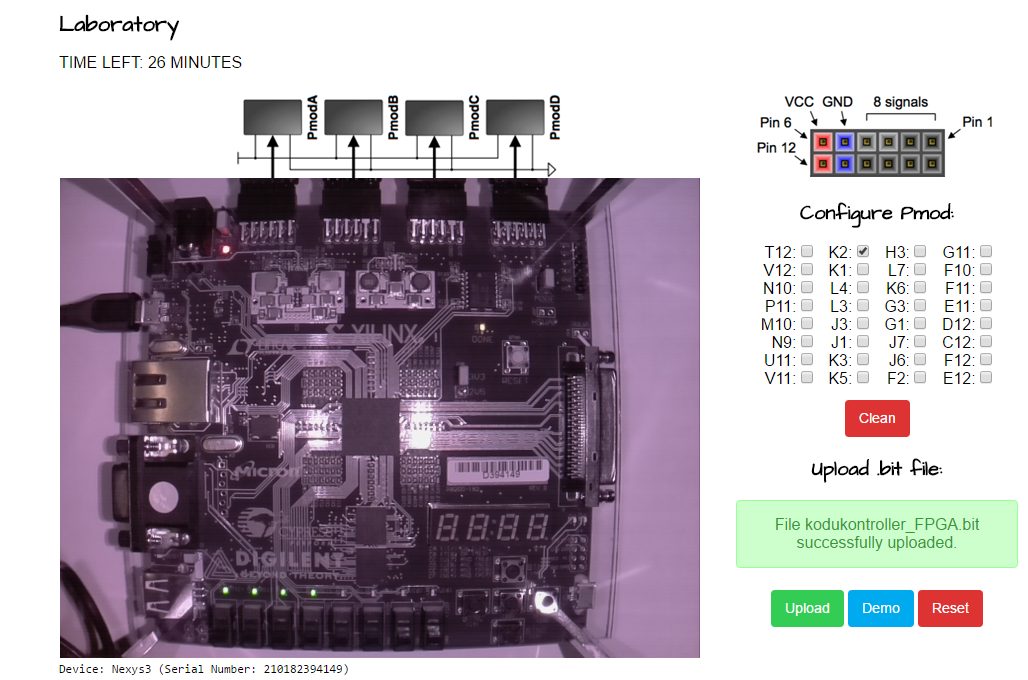 Laboratory
TIME LEFT: 26 MINUTES
PmodA
PmodB
PmodC
PmodD
VCC GND 8 signals
Pin 6 Pin 1
Pin 12
Configure Pmod:
T12: K2: H3: G11:
V12: K1: L7: F10:
N10: L4: K6: F11:
P11: L3: G3: E11:
M10: J3: G1: D12:
N9: J1: J7: C12:
U11: K3: J6: F12:
V11: K5: F2: E12:
Clean
Upload .bit file:
File kodukontroller_FPGA.bit
successfully uploaded.
Upload Demo Reset
XILINX
DONE
RESET
Micron
D394149
DIGILENT
BEYOND THEORY
Device: Nexys3 (Serial Number: 210182394149)